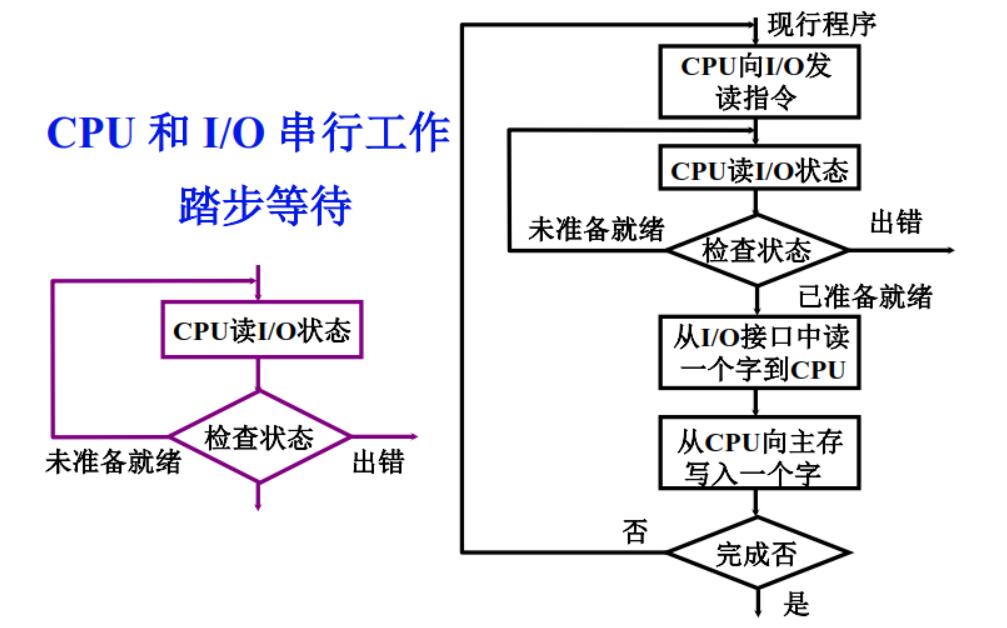 CPU 和 I/O 串行工作
踏步等待
CPU读I/O状态
检查状态
未准备就绪
出错
现行程序
CPU向I/O发
读指令
CPU读I/O状态
未准备就绪
检查状态
出错
已准备就绪
从I/O接口中读
一个字到CPU
从CPU向主存
写入一个字
否
完成否
是